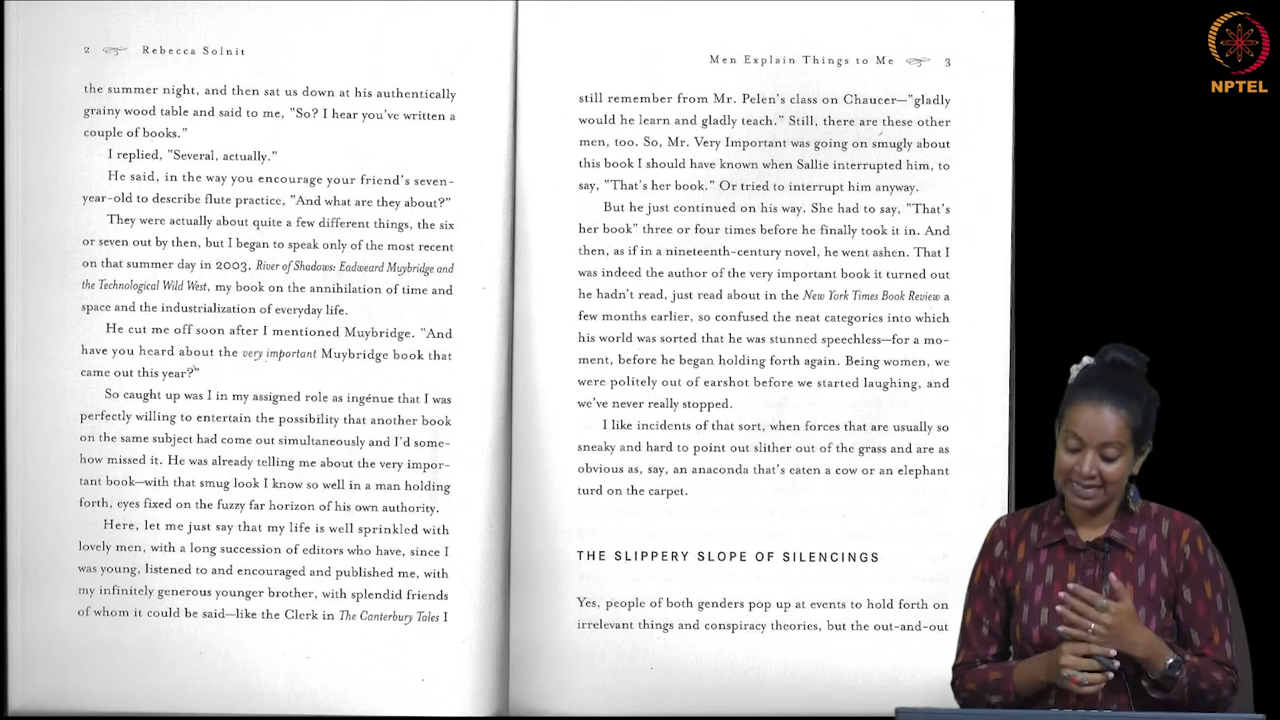 2 Rebecca Solnit
the summer night, and then sat us down at his authentically
grainy wood table and said to me, "So? I hear you've written a
couple of books."
I replied, "Several, actually."
He said, in the way you encourage your friend's seven-
year-old to describe flute practice, "And what are they about?"
They were actually about quite a few different things, the six
or seven out by then, but I began to speak only of the most recent
on that summer day in 2003, River of Shadows: Eadweard Muybridge and
the Technological Wild West, my book on the annihilation of time and
space and the industrialization of everyday life.
He cut me off soon after I mentioned Muybridge. "And
have you heard about the very important Muybridge book that
came out this year?"
So caught up was I in my assigned role as ingénue that I was
perfectly willing to entertain the possibility that another book
on the same subject had come out simultaneously and I'd some-
how missed it. He was already telling me about the very impor-
tant book—with that smug look I know so well in a man holding
forth, eyes fixed on the fuzzy far horizon of his own authority.
Here, let me just say that my life is well sprinkled with
lovely men, with a long succession of editors who have, since I
was young, listened to and encouraged and published me, with
my infinitely generous younger brother, with splendid friends
of whom it could be said—like the Clerk in The Canterbury Tales I
Men Explain Things to Me 3
still remember from Mr. Pelen's class on Chaucer—"gladly
would he learn and gladly teach." Still, there are these other
men, too. So, Mr. Very Important was going on smugly about
this book I should have known when Sallie interrupted him, to
say, "That's her book." Or tried to interrupt him anyway.
But he just continued on his way. She had to say, "That's
her book" three or four times before he finally took it in. And
then, as if in a nineteenth-century novel, he went ashen. That I
was indeed the author of the very important book it turned out
he hadn't read, just read about in the New York Times Book Review a
few months earlier, so confused the neat categories into which
his world was sorted that he was stunned speechless—for a mo-
ment, before he began holding forth again. Being women, we
were politely out of earshot before we started laughing, and
we've never really stopped.
I like incidents of that sort, when forces that are usually so
sneaky and hard to point out slither out of the grass and are as
obvious as, say, an anaconda that's eaten a cow or an elephant
turd on the carpet.
THE SLIPPERY SLOPE OF SILENCINGS
Yes, people of both genders pop up at events to hold forth on
irrelevant things and conspiracy theories, but the out-and-out
NPTEL